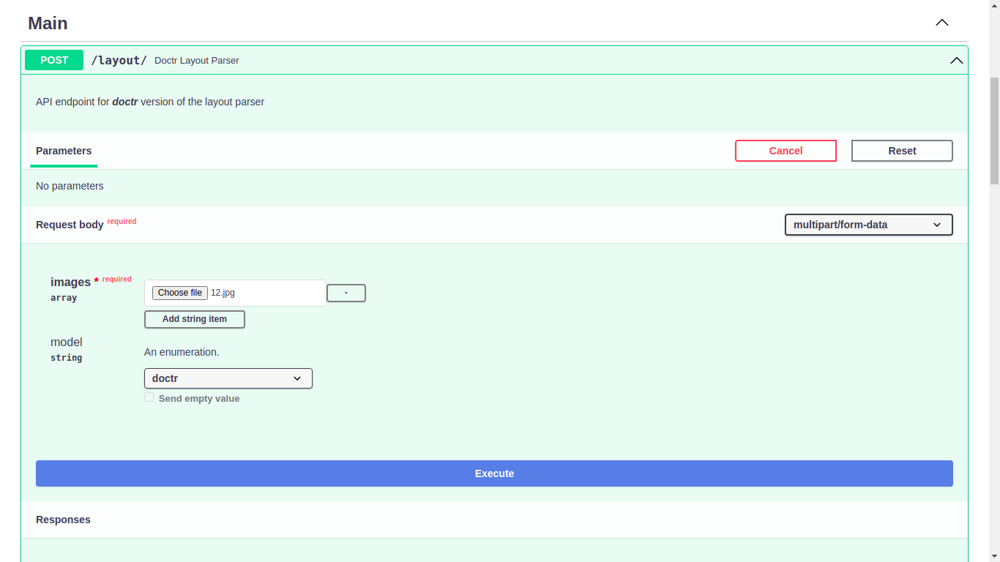 Main
POST /layout/ Doctr Layout Parser
API endpoint for doctr version of the layout parser
Parameters Cancel Reset
No parameters
Request body required multipart/form-data
images * required
array
Choose file 12.jpg -
Add string item
model
string
An enumeration.
doctr
Send empty value
Execute
Responses